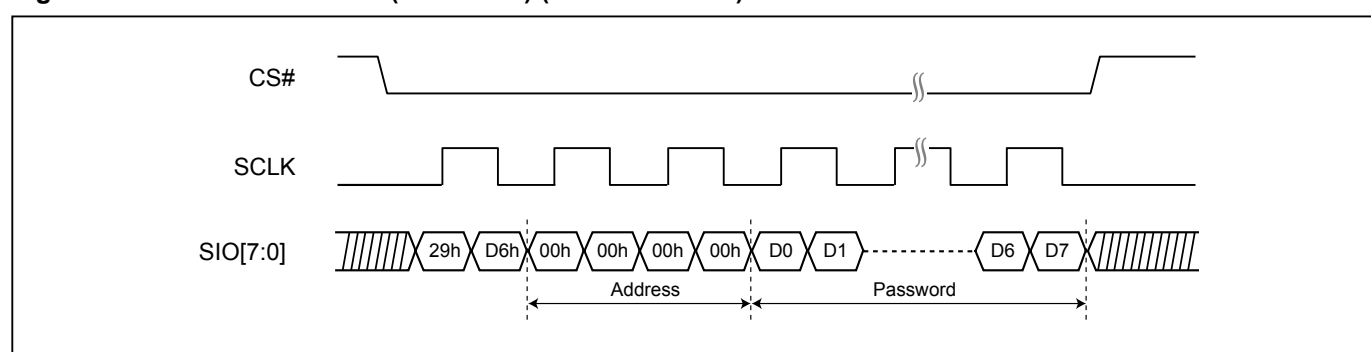 CS#
SCLK
SIO[7:0]
29h D6h 00h 00h 00h 00h D0 D1 D6 D7
Address Password